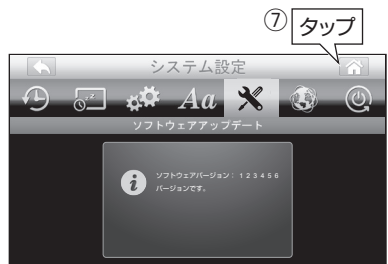 ⑦ タップ
システム設定
zz Aa
ソフトウェアアップデート
i ソフトウェアバージョン：123456
バージョンです。